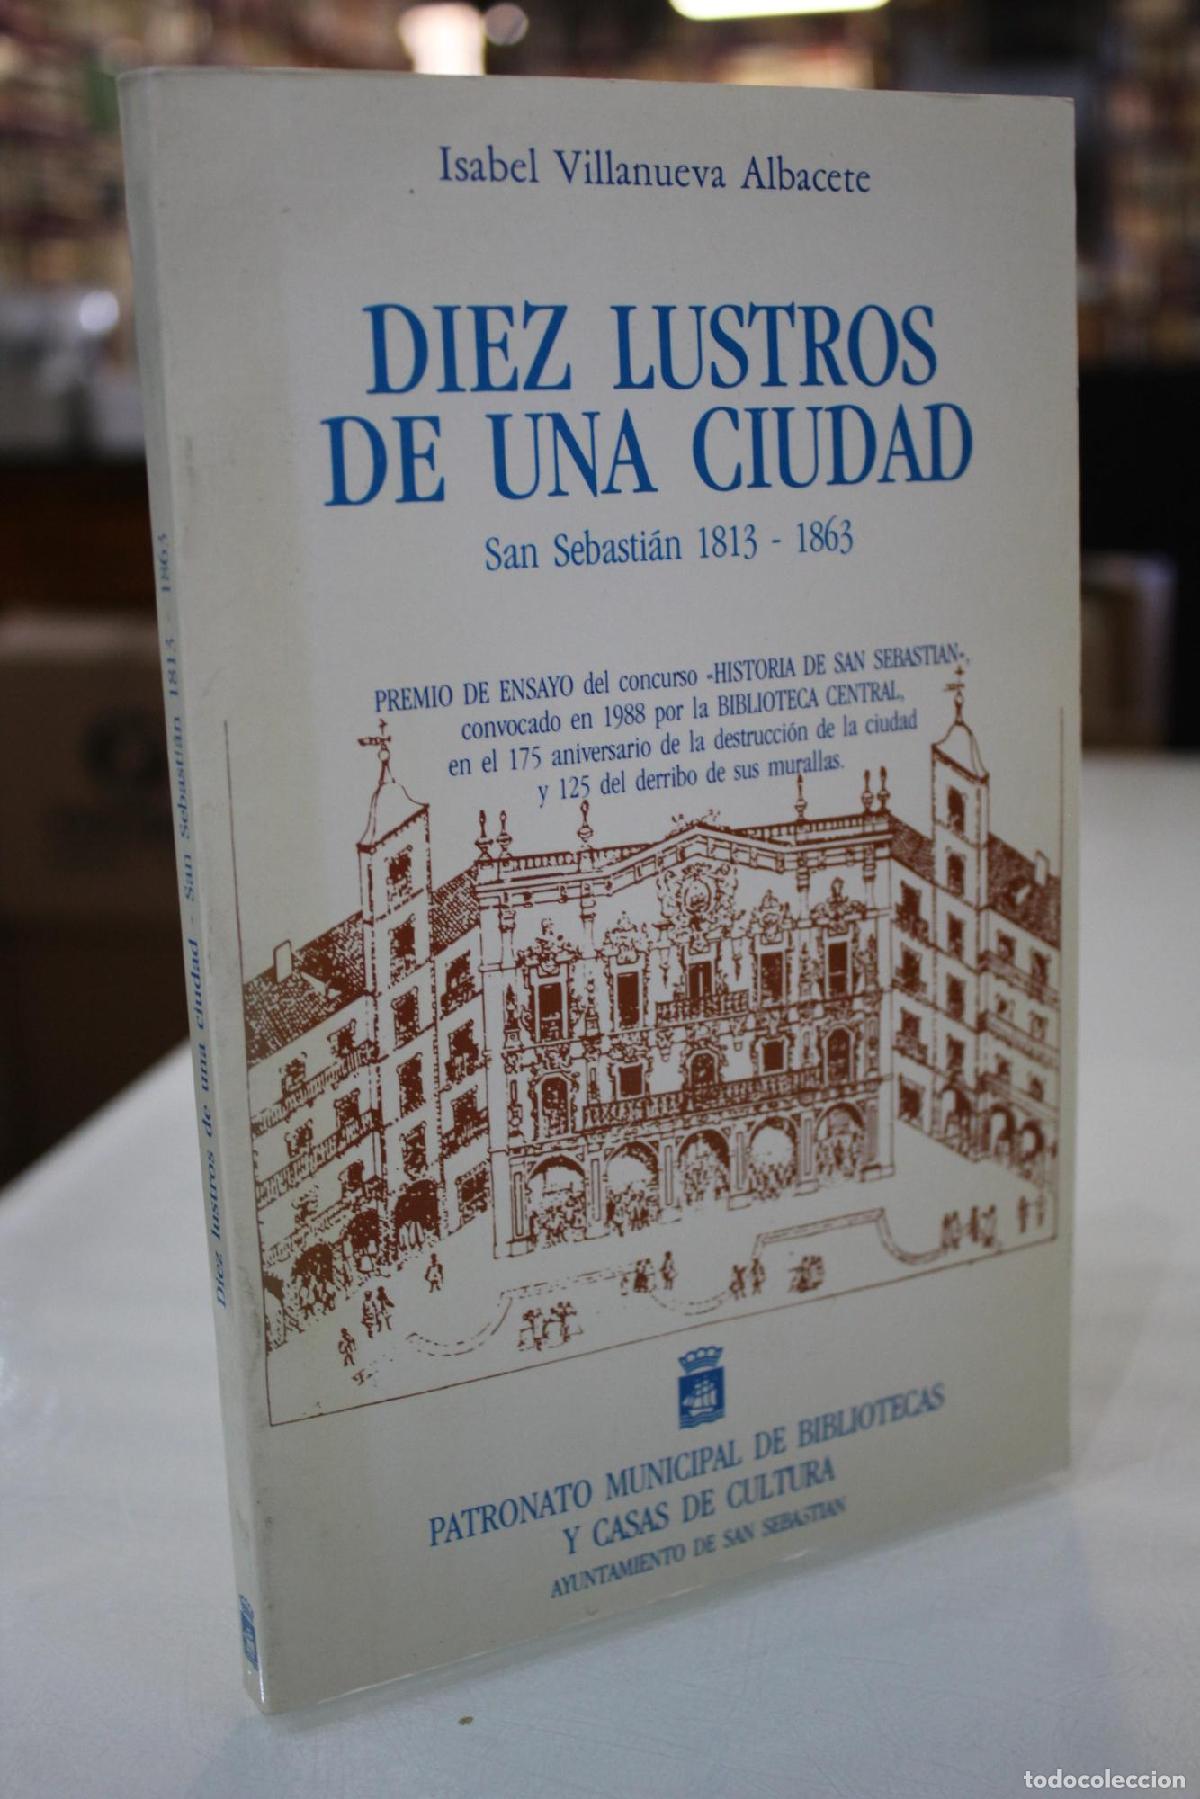 Isabel Villanueva Albacete
DIEZ LUSTROS
DE UNA CIUDAD
San Sebastián 1813 - 1863
PREMIO DE ENSAYO del concurso «HISTORIA DE SAN SEBASTIAN»,
convocado en 1988 por la BIBLIOTECA CENTRAL,
en el 175 aniversario de la destrucción de la ciudad
y 125 del derribo de sus murallas.
PATRONATO MUNICIPAL DE BIBLIOTECAS
Y CASAS DE CULTURA
AYUNTAMIENTO DE SAN SEBASTIAN
Diez lustros de una ciudad - San Sebastián 1813 - 1863
todocoleccion